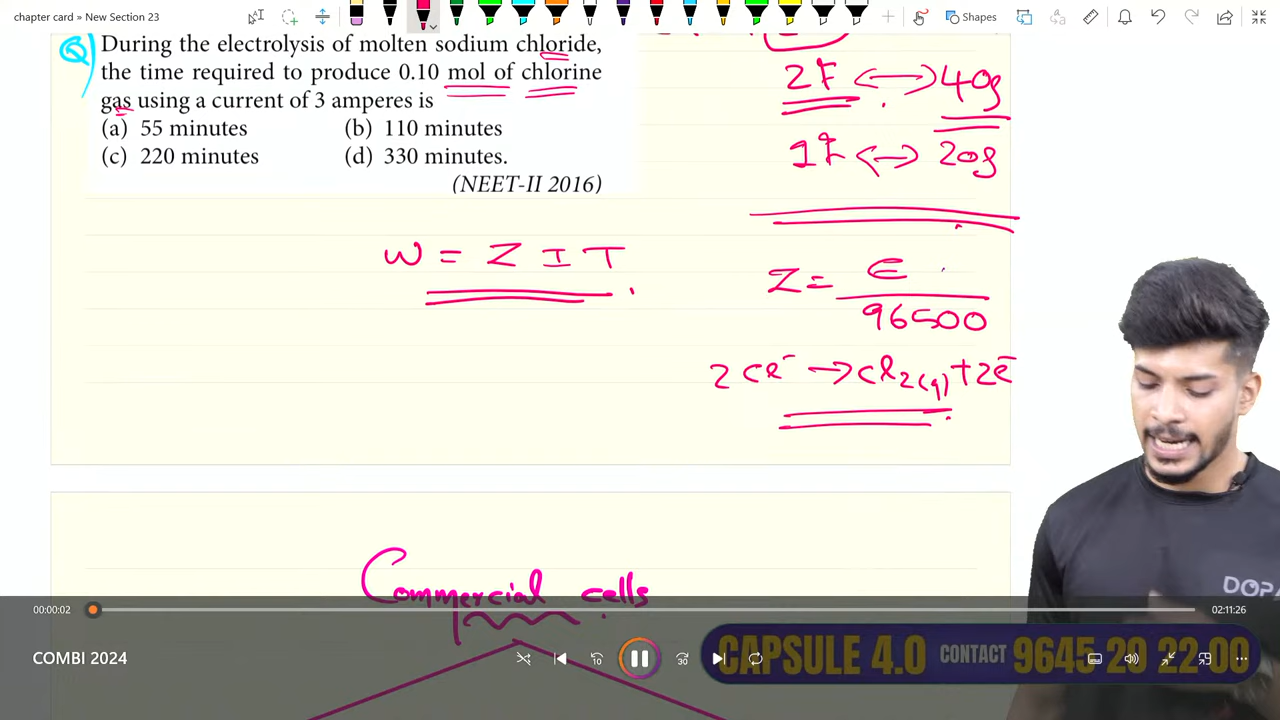 chapter card » New Section 23
Shapes
Q) During the electrolysis of molten sodium chloride,
the time required to produce 0.10 mol of chlorine
gas using a current of 3 amperes is
(a) 55 minutes (b) 110 minutes
(c) 220 minutes (d) 330 minutes.
(NEET-II 2016)
2F ↔ 40g
1F ↔ 20g
W = Z I T
Z = E / 96500
2Cl⁻ → Cl₂(g) + 2e⁻
Commercial cells
DOPA
00:00:02
02:11:26
COMBI 2024
10
30
CAPSULE 4.0 CONTACT 9645 20 22 00